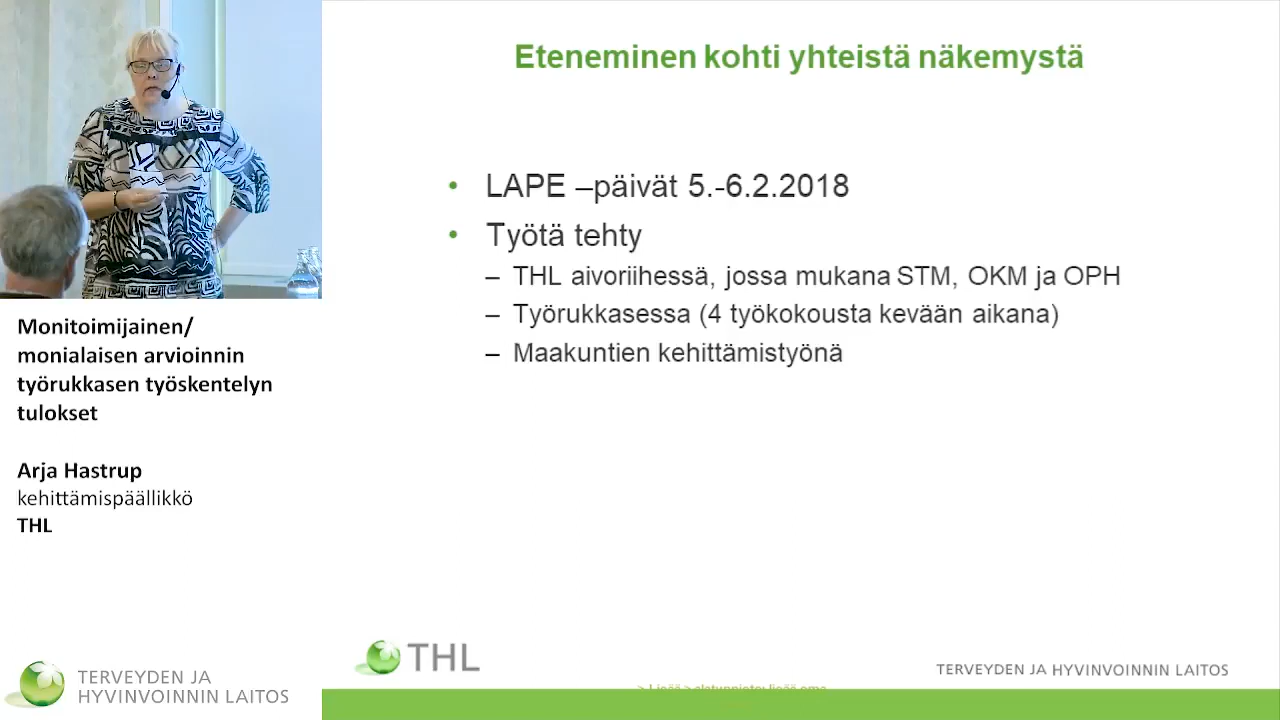 Eteneminen kohti yhteistä näkemystä
• LAPE –päivät 5.-6.2.2018
• Työtä tehty
– THL aivoriihessä, jossa mukana STM, OKM ja OPH
– Työrukkasessa (4 työkokousta kevään aikana)
– Maakuntien kehittämistyönä
Monitoimijainen/
monialaisen arvioinnin
työrukkasen työskentelyn
tulokset
Arja Hastrup
kehittämispäällikkö
THL
TERVEYDEN JA
HYVINVOINNIN LAITOS
THL
TERVEYDEN JA HYVINVOINNIN LAITOS